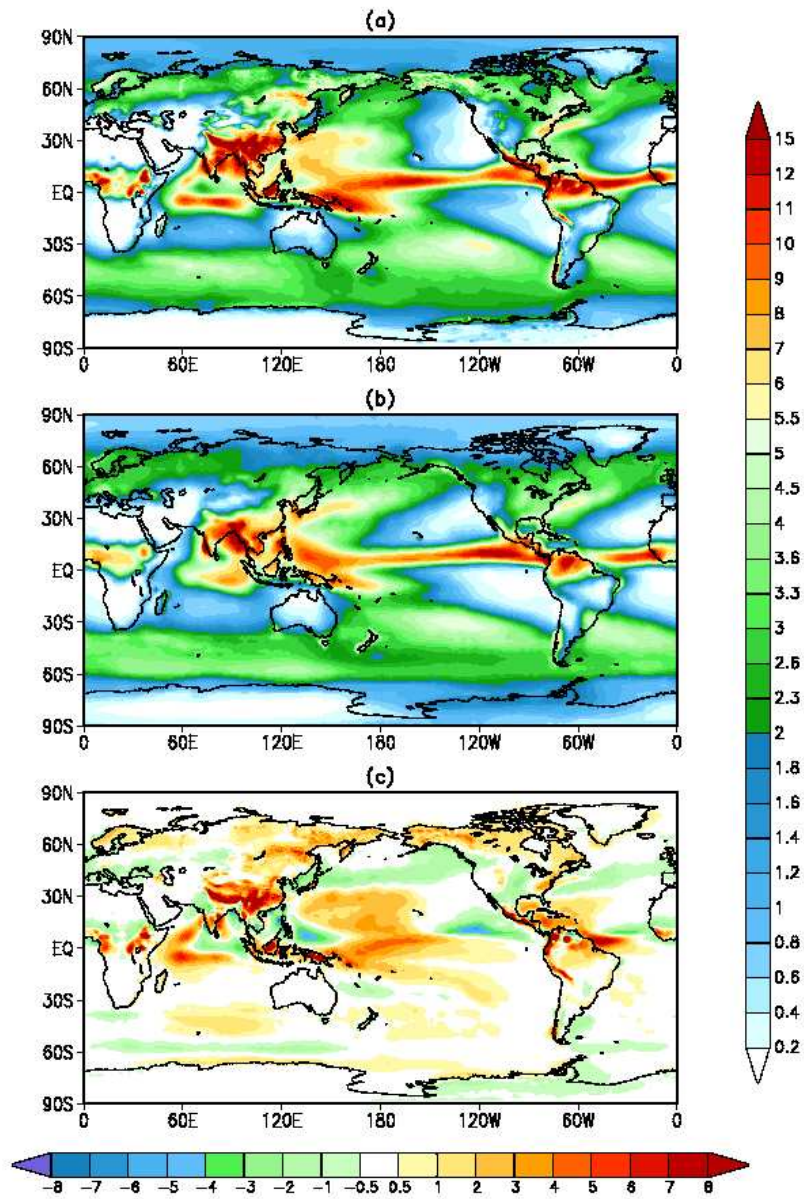 (a)
90N
60N
30N
EQ
30S
60S
90S
0 60E 120E 180 120W 60W 0
(b)
90N
60N
30N
EQ
30S
60S
90S
0 60E 120E 180 120W 60W 0
(c)
90N
60N
30N
EQ
30S
60S
90S
0 60E 120E 180 120W 60W 0
15
12
11
10
9
8
7
6
5.5
5
4.5
4
3.6
3.3
3
3.6
2.3
2
1.8
1.6
1.4
1.2
1
0.8
0.6
0.4
0.2
−8 −7 −6 −5 −4 −3 −2 −1 −0.5 0.5 1 2 3 4 5 6 7 8